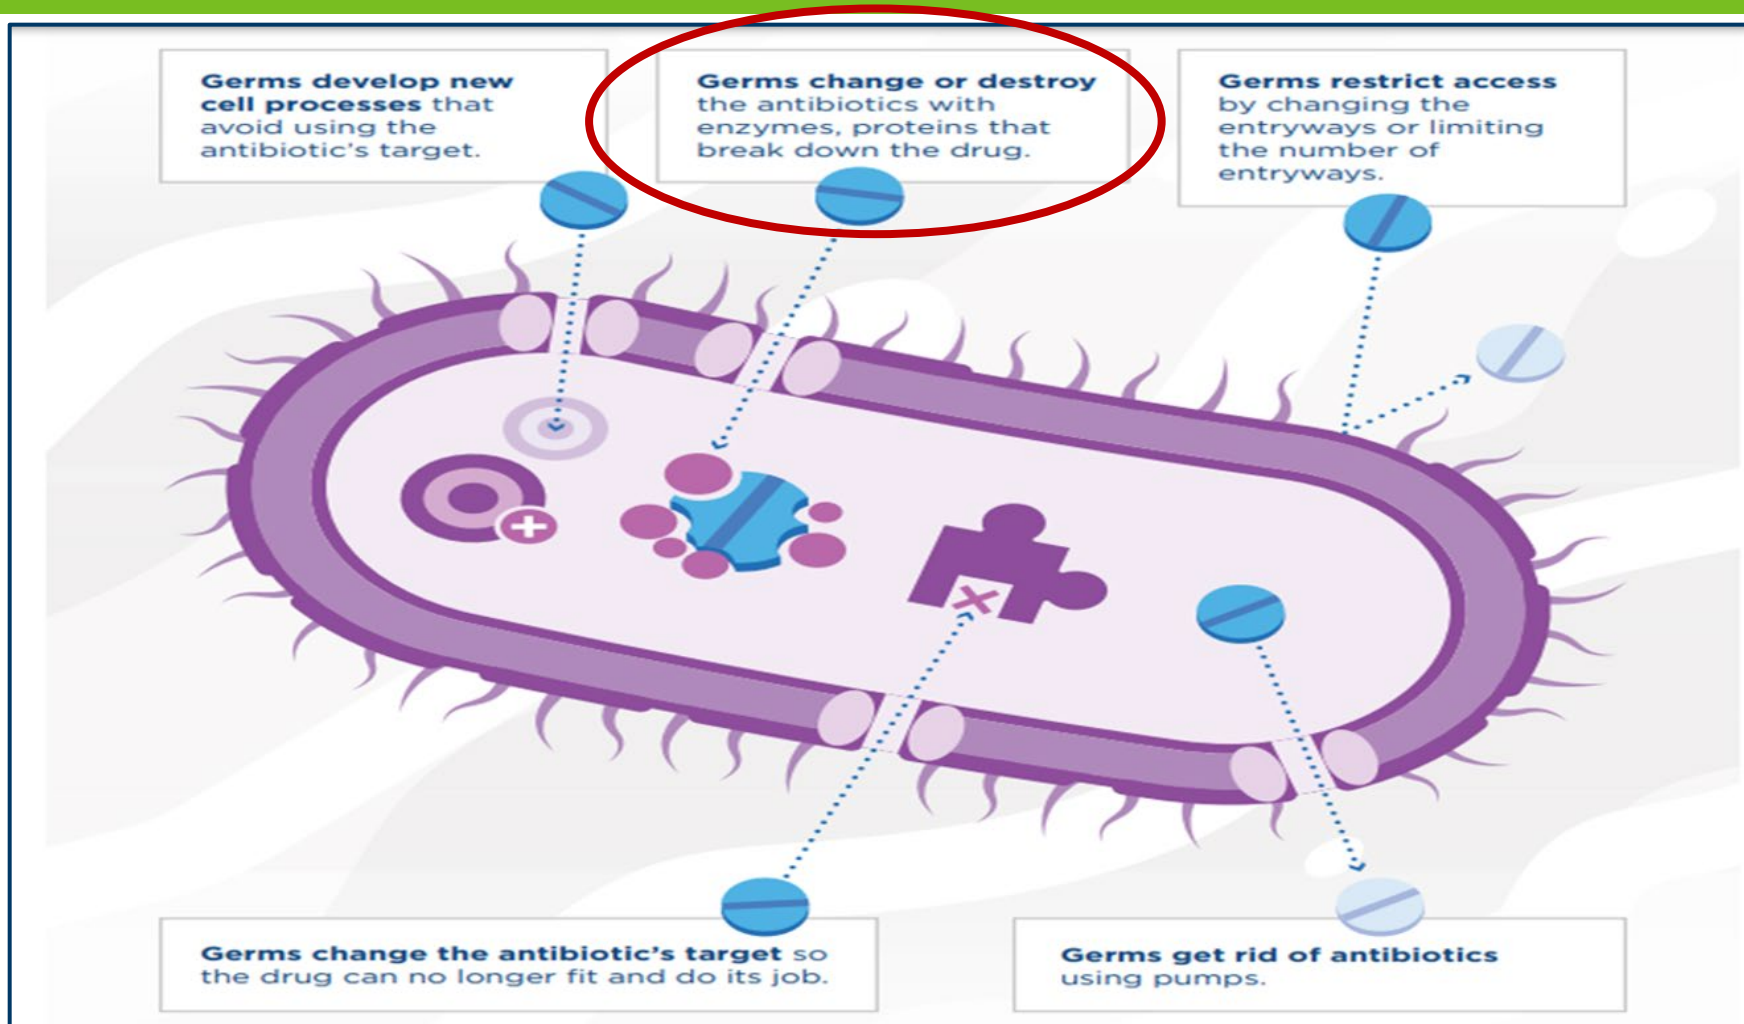 Germs develop new
cell processes that
avoid using the
antibiotic's target.
Germs change or destroy
the antibiotics with
enzymes, proteins that
break down the drug.
Germs restrict access
by changing the
entryways or limiting
the number of
entryways.
Germs change the antibiotic's target so
the drug can no longer fit and do its job.
Germs get rid of antibiotics
using pumps.